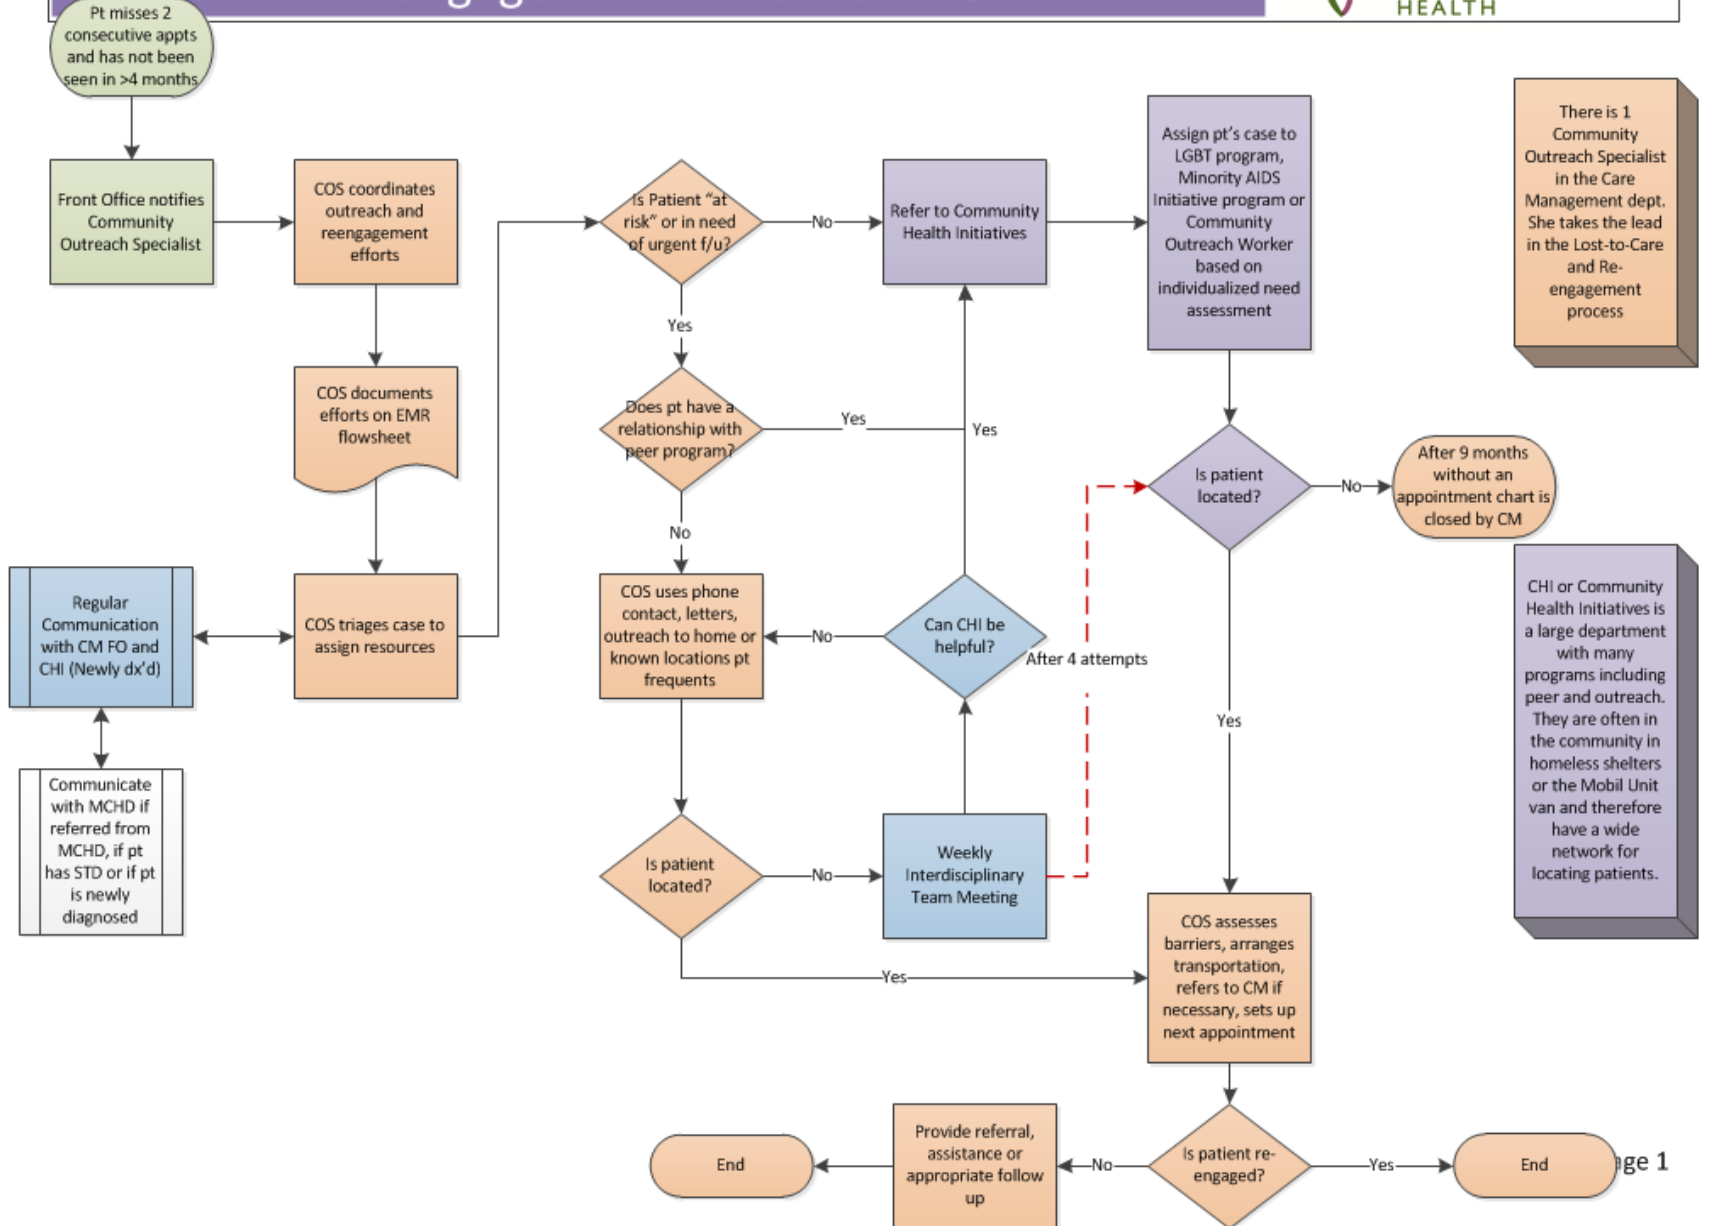 HEALTH
Pt misses 2
consecutive appts
and has not been
seen in >4 months
Front Office notifies
Community
Outreach Specialist
COS coordinates
outreach and
reengagement
efforts
COS documents
efforts on EMR
flowsheet
COS triages case to
assign resources
Regular
Communication
with CM FO and
CHI (Newly dx'd)
Communicate
with MCHD if
referred from
MCHD, if pt
has STD or if pt
is newly
diagnosed
Is Patient “at
risk” or in need
of urgent f/u?
No
Yes
Does pt have a
relationship with
peer program?
Yes
No
COS uses phone
contact, letters,
outreach to home or
known locations pt
frequents
Is patient
located?
No
Yes
Refer to Community
Health Initiatives
Yes
Can CHI be
helpful?
No
Weekly
Interdisciplinary
Team Meeting
After 4 attempts
Assign pt’s case to
LGBT program,
Minority AIDS
Initiative program or
Community
Outreach Worker
based on
individualized need
assessment
Is patient
located?
No
After 9 months
without an
appointment chart is
closed by CM
Yes
COS assesses
barriers, arranges
transportation,
refers to CM if
necessary, sets up
next appointment
Is patient re-
engaged?
No
Provide referral,
assistance or
appropriate follow
up
End
Yes
End
ge 1
There is 1
Community
Outreach Specialist
in the Care
Management dept.
She takes the lead
in the Lost-to-Care
and Re-
engagement
process
CHI or Community
Health Initiatives is
a large department
with many
programs including
peer and outreach.
They are often in
the community in
homeless shelters
or the Mobil Unit
van and therefore
have a wide
network for
locating patients.